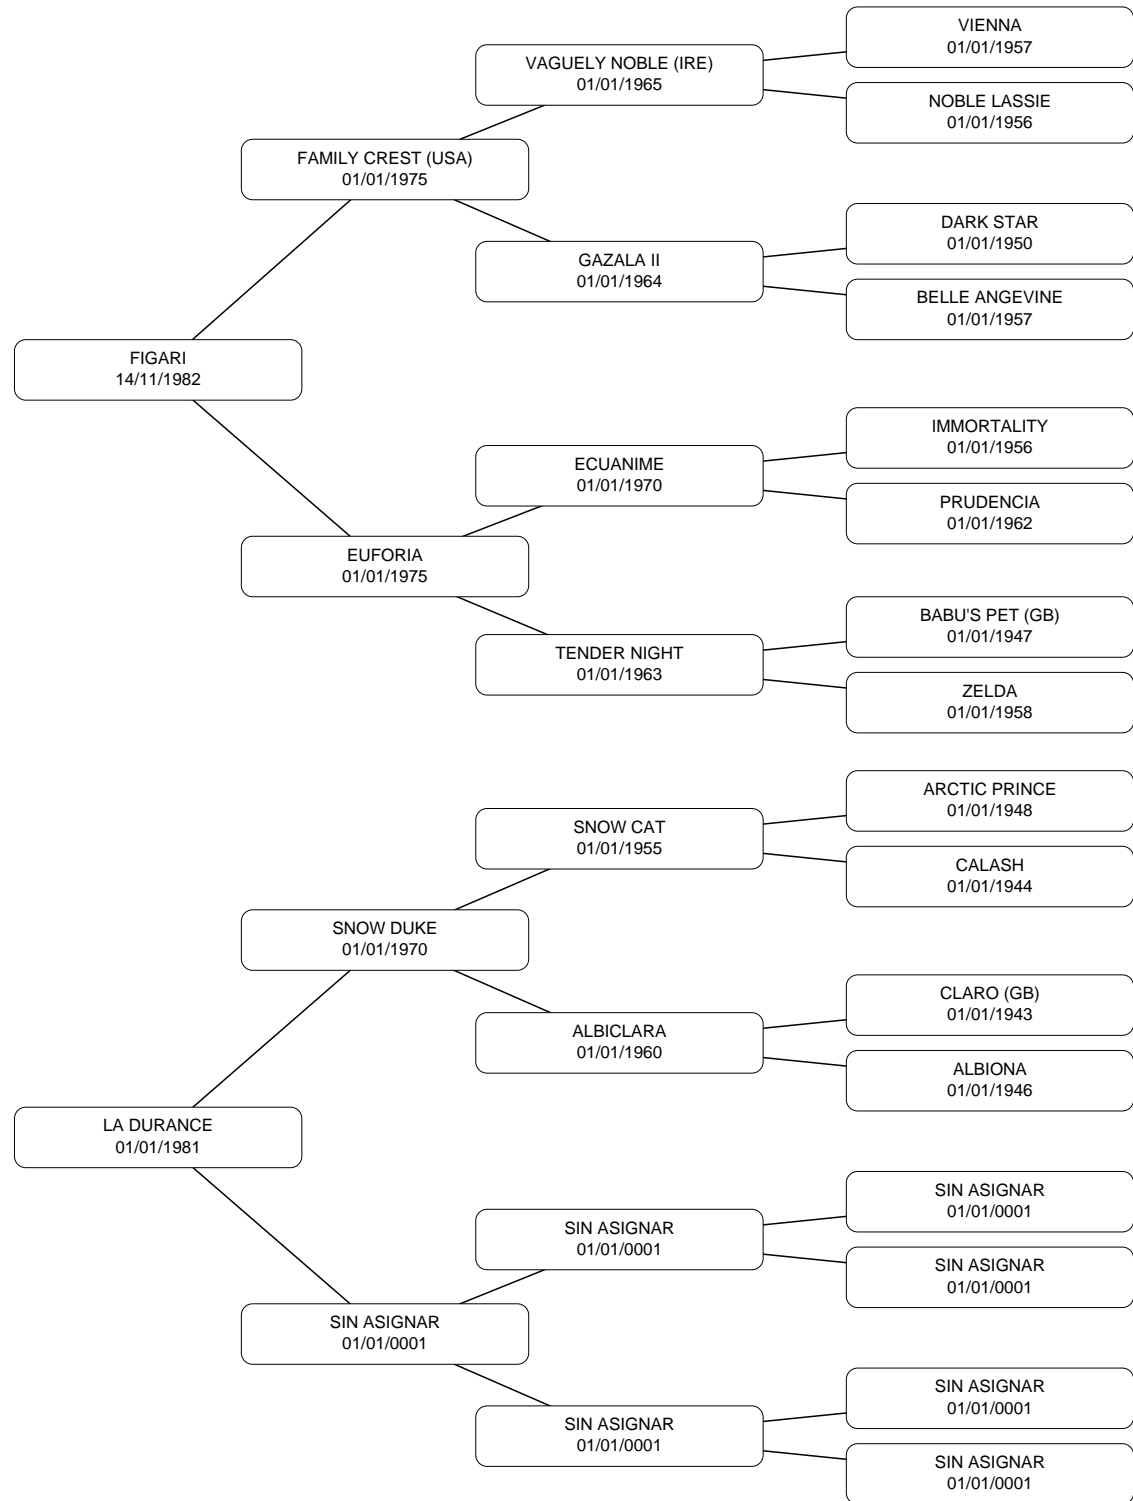 VIENNA
01/01/1957
VAGUELY NOBLE (IRE)
01/01/1965
NOBLE LASSIE
01/01/1956
FAMILY CREST (USA)
01/01/1975
DARK STAR
01/01/1950
GAZALA II
01/01/1964
BELLE ANGEVINE
01/01/1957
FIGARI
14/11/1982
IMMORTALITY
01/01/1956
ECUANIME
01/01/1970
PRUDENCIA
01/01/1962
EUFORIA
01/01/1975
BABU'S PET (GB)
01/01/1947
TENDER NIGHT
01/01/1963
ZELDA
01/01/1958
ARCTIC PRINCE
01/01/1948
SNOW CAT
01/01/1955
CALASH
01/01/1944
SNOW DUKE
01/01/1970
CLARO (GB)
01/01/1943
ALBICLARA
01/01/1960
ALBIONA
01/01/1946
LA DURANCE
01/01/1981
SIN ASIGNAR
01/01/0001
SIN ASIGNAR
01/01/0001
SIN ASIGNAR
01/01/0001
SIN ASIGNAR
01/01/0001
SIN ASIGNAR
01/01/0001
SIN ASIGNAR
01/01/0001
SIN ASIGNAR
01/01/0001